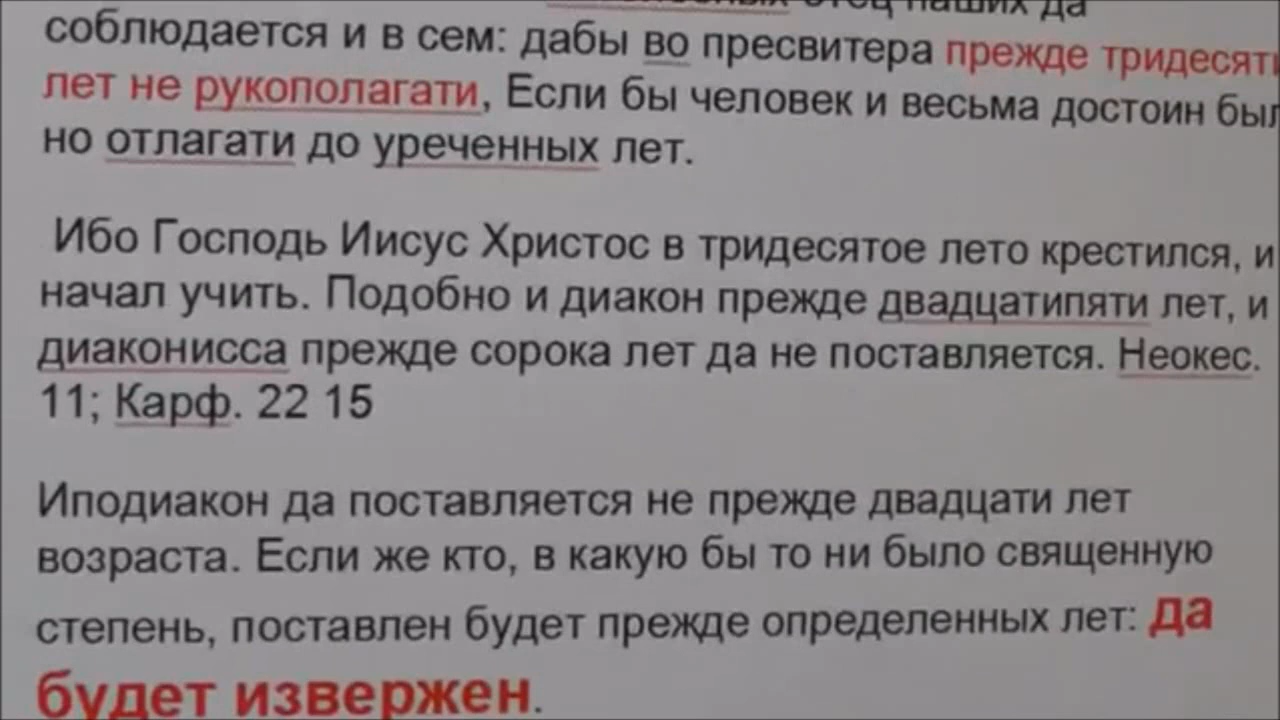 отец наших да
соблюдается и в сем: дабы во пресвитера прежде тридесяти
лет не рукополагати, Если бы человек и весьма достоин был
но отлагати до уреченных лет.
Ибо Господь Иисус Христос в тридесятое лето крестился, и
начал учить. Подобно и диакон прежде двадцатипяти лет, и
диаконисса прежде сорока лет да не поставляется. Неокес.
11; Карф. 22 15
Иподиакон да поставляется не прежде двадцати лет
возраста. Если же кто, в какую бы то ни было священную
степень, поставлен будет прежде определенных лет: да
будет извержен.